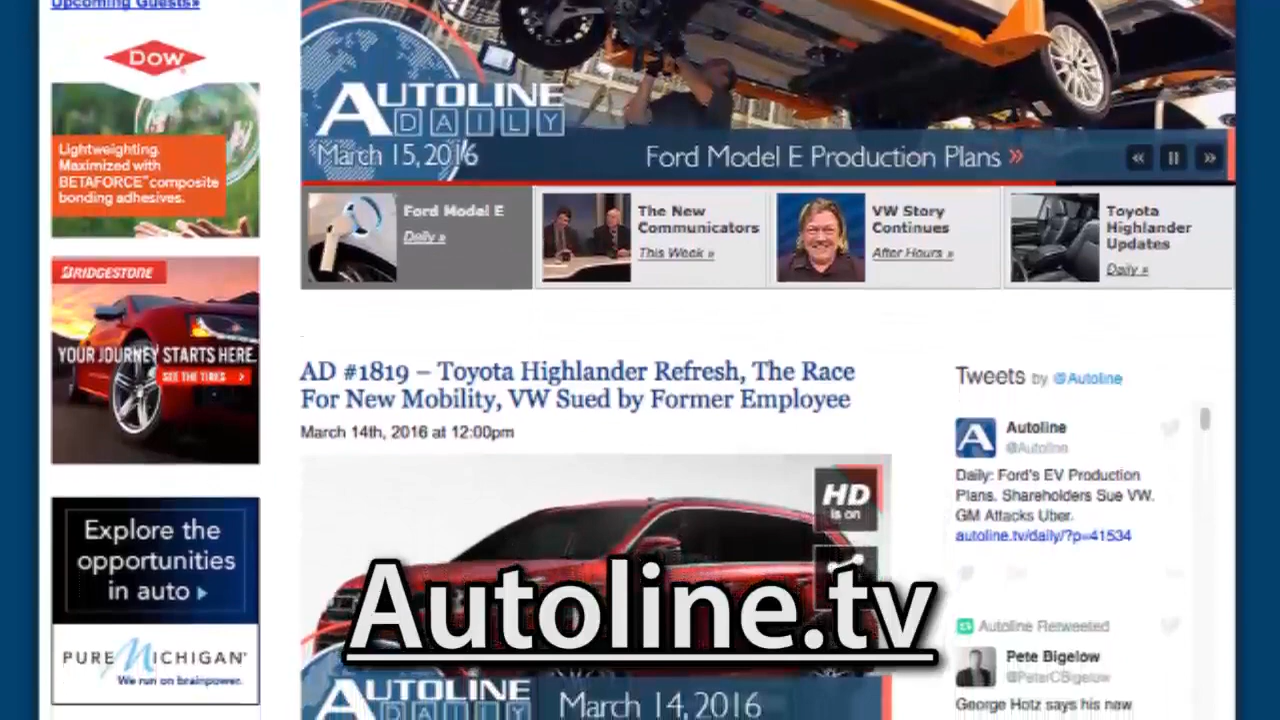 Upcoming Guests»
DOW
Lightweighting.
Maximized with
BETAFORCE™ composite
bonding adhesives.
BRIDGESTONE
YOUR JOURNEY STARTS HERE.
SEE THE TIRES >
Explore the
opportunities
in auto
PURE MICHIGAN®
We run on brainpower.
AUTOLINE
DAILY
March 15, 2016
Ford Model E Production Plans »
Ford Model E
Daily »
The New
Communicators
This Week »
VW Story
Continues
After Hours »
Toyota
Highlander
Updates
Daily »
AD #1819 – Toyota Highlander Refresh, The Race
For New Mobility, VW Sued by Former Employee
March 14th, 2016 at 12:00pm
HD
is on
Autoline.tv
AUTOLINE
DAILY
March 14, 2016
Tweets by @Autoline
Autoline
@Autoline
Daily: Ford's EV Production
Plans. Shareholders Sue VW.
GM Attacks Uber.
autoline.tv/daily/?p=41534
Autoline Retweeted
Pete Bigelow
@PeterCBigelow
George Hotz says his new